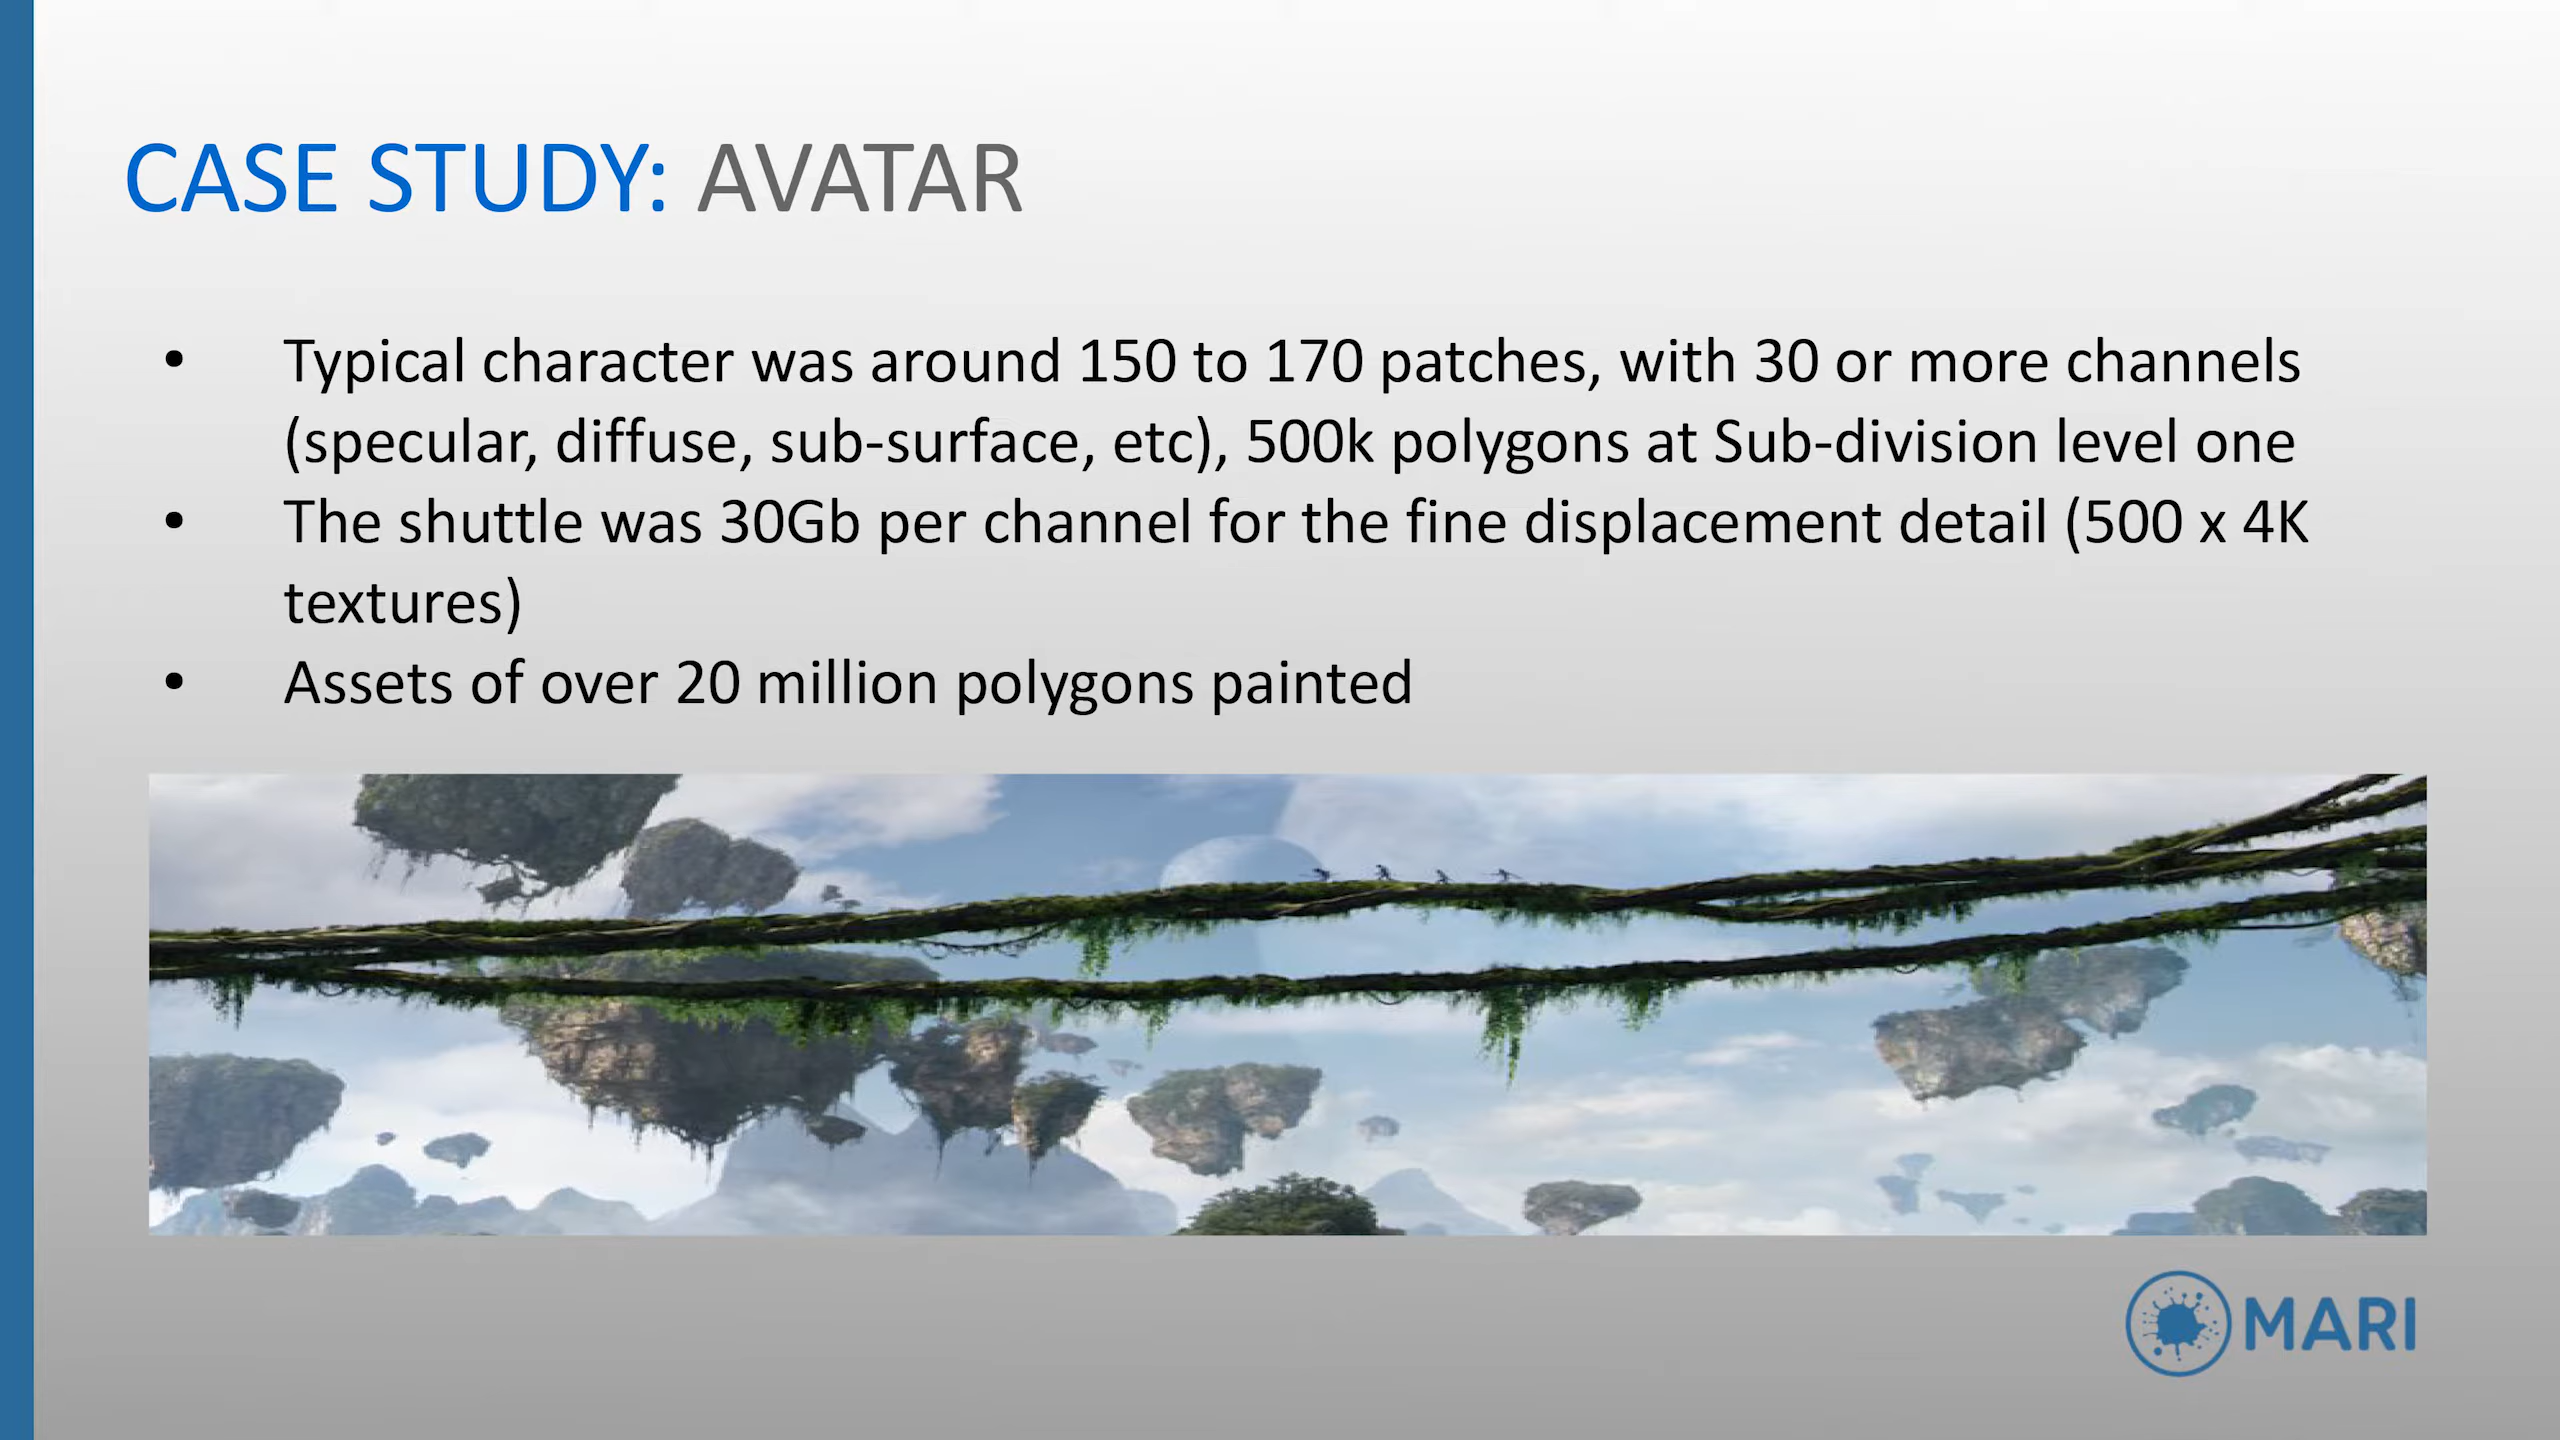 CASE STUDY: AVATAR
• Typical character was around 150 to 170 patches, with 30 or more channels
(specular, diffuse, sub-surface, etc), 500k polygons at Sub-division level one
• The shuttle was 30Gb per channel for the fine displacement detail (500 x 4K
textures)
• Assets of over 20 million polygons painted
MARI